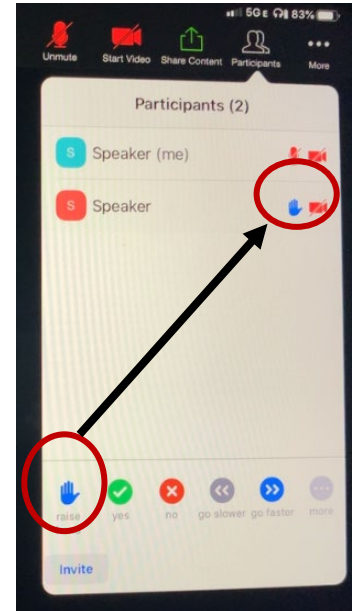 5G E 83%
Unmute Start Video Share Content Participants More
Participants (2)
S Speaker (me)
S Speaker
raise yes no go slower go faster more
Invite